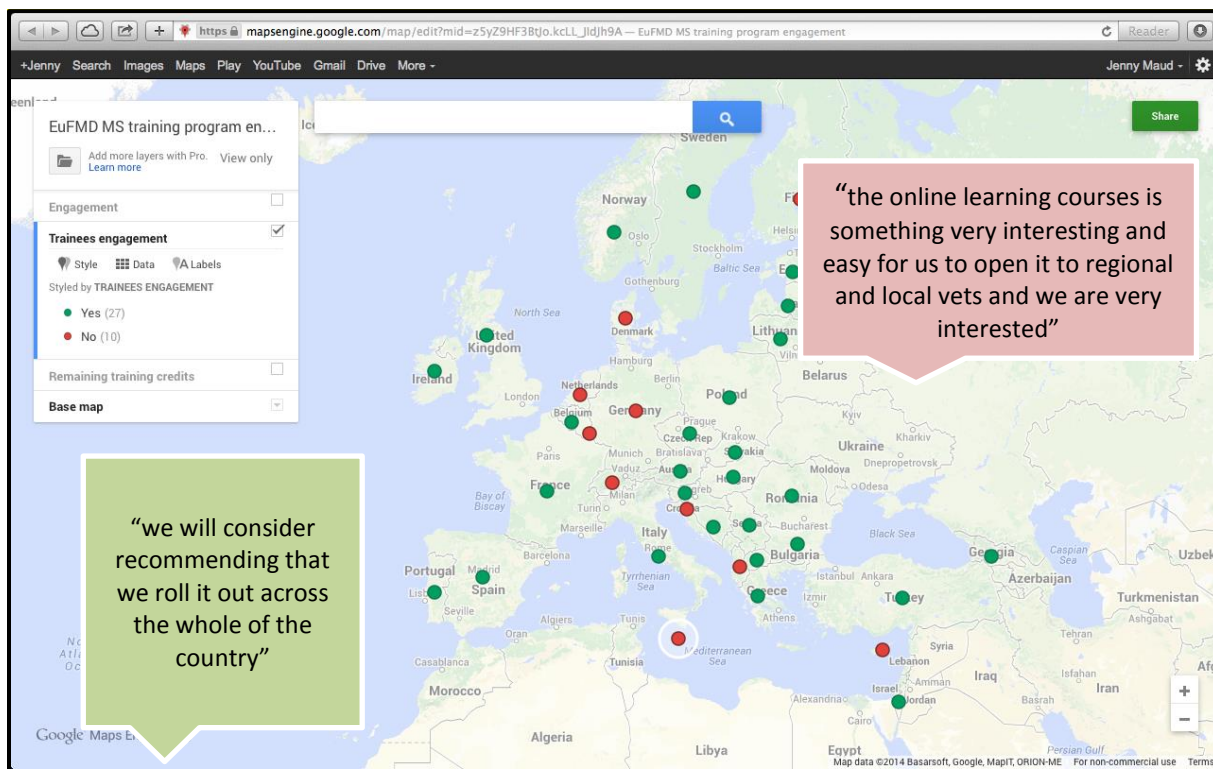 https mapsengine.google.com/map/edit?mid=z5yZ9HF3BtJo.kcLL_JldJh9A — EuFMD MS training program engagement
Reader
+Jenny Search Images Maps Play YouTube Gmail Drive More
Jenny Maud
EuFMD MS training program en...
Add more layers with Pro.
Learn more
View only
Engagement
Trainees engagement
Style Data Labels
Styled by TRAINEES ENGAGEMENT
Yes (27)
No (10)
Remaining training credits
Base map
Share
“the online learning courses is
something very interesting and
easy for us to open it to regional
and local vets and we are very
interested”
“we will consider
recommending that
we roll it out across
the whole of the
country”
Sweden
Norway
Oslo
Stockholm
Baltic Sea
Gothenburg
North Sea
Denmark
United
Kingdom
Ireland
Hamburg
Berlin
Netherlands
London
Belgium
Germany
Poland
Belarus
Prague
Czech Rep
Krakow
Kyiv
Kharkiv
Ukraine
Paris
Munich
Bratislava
Slovakia
Dnepropetrovsk
Moldova
Vaduz
Austria
Hungary
Odesa
France
Milan
Zagreb
Romania
Bay of
Biscay
Turin
Croatia
Serbia
Bucharest
Marseille
Italy
Black Sea
Barcelona
Rome
Bulgaria
Georgia
Caspian
Sea
Uzbek
Portugal
Madrid
Spain
Tyrrhenian
Sea
Istanbul
Ankara
Azerbaijan
Greece
Izmir
Turkey
Turkmenistan
Seville
Algiers
Tunis
Athens
Ashgabat
Oran
Mediterranean
Sea
Syria
Tehran
Casablanca
Tunisia
Lebanon
Iraq
Isfahan
Morocco
Israel
Amman
Jordan
Basrah
Iran
Alexandria
Cairo
Algeria
Libya
Egypt
Persian Gulf
Google Maps E
Map data ©2014 Basarsoft, Google, MapIT, ORION-ME For non-commercial use Terms